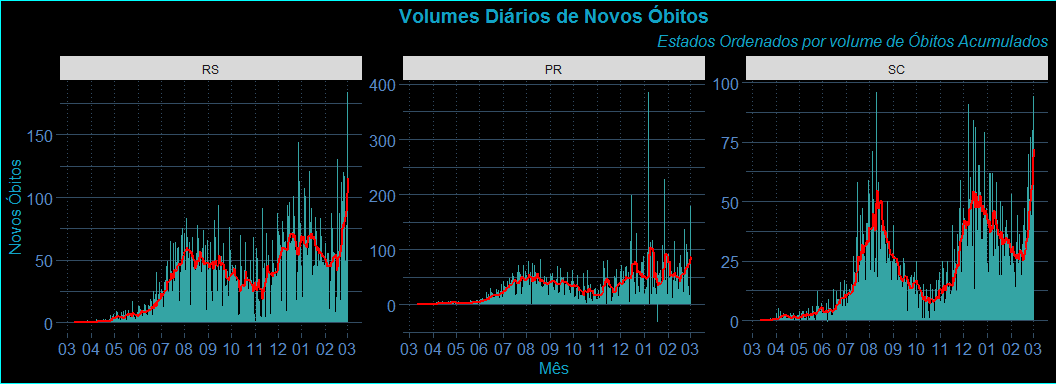 Volumes Diários de Novos Óbitos
Estados Ordenados por volume de Óbitos Acumulados
RS
PR
SC
Novos Óbitos
150
100
50
0
03 04 05 06 07 08 09 10 11 12 01 02 03
400
300
200
100
0
03 04 05 06 07 08 09 10 11 12 01 02 03
100
75
50
25
0
03 04 05 06 07 08 09 10 11 12 01 02 03
Mês